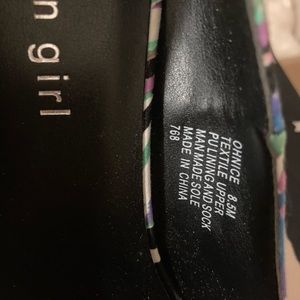 n girl
OHNICE 8.5M
TEXTILE UPPER
PU LINING AND SOCK
MAN MADE SOLE
MADE IN CHINA
768